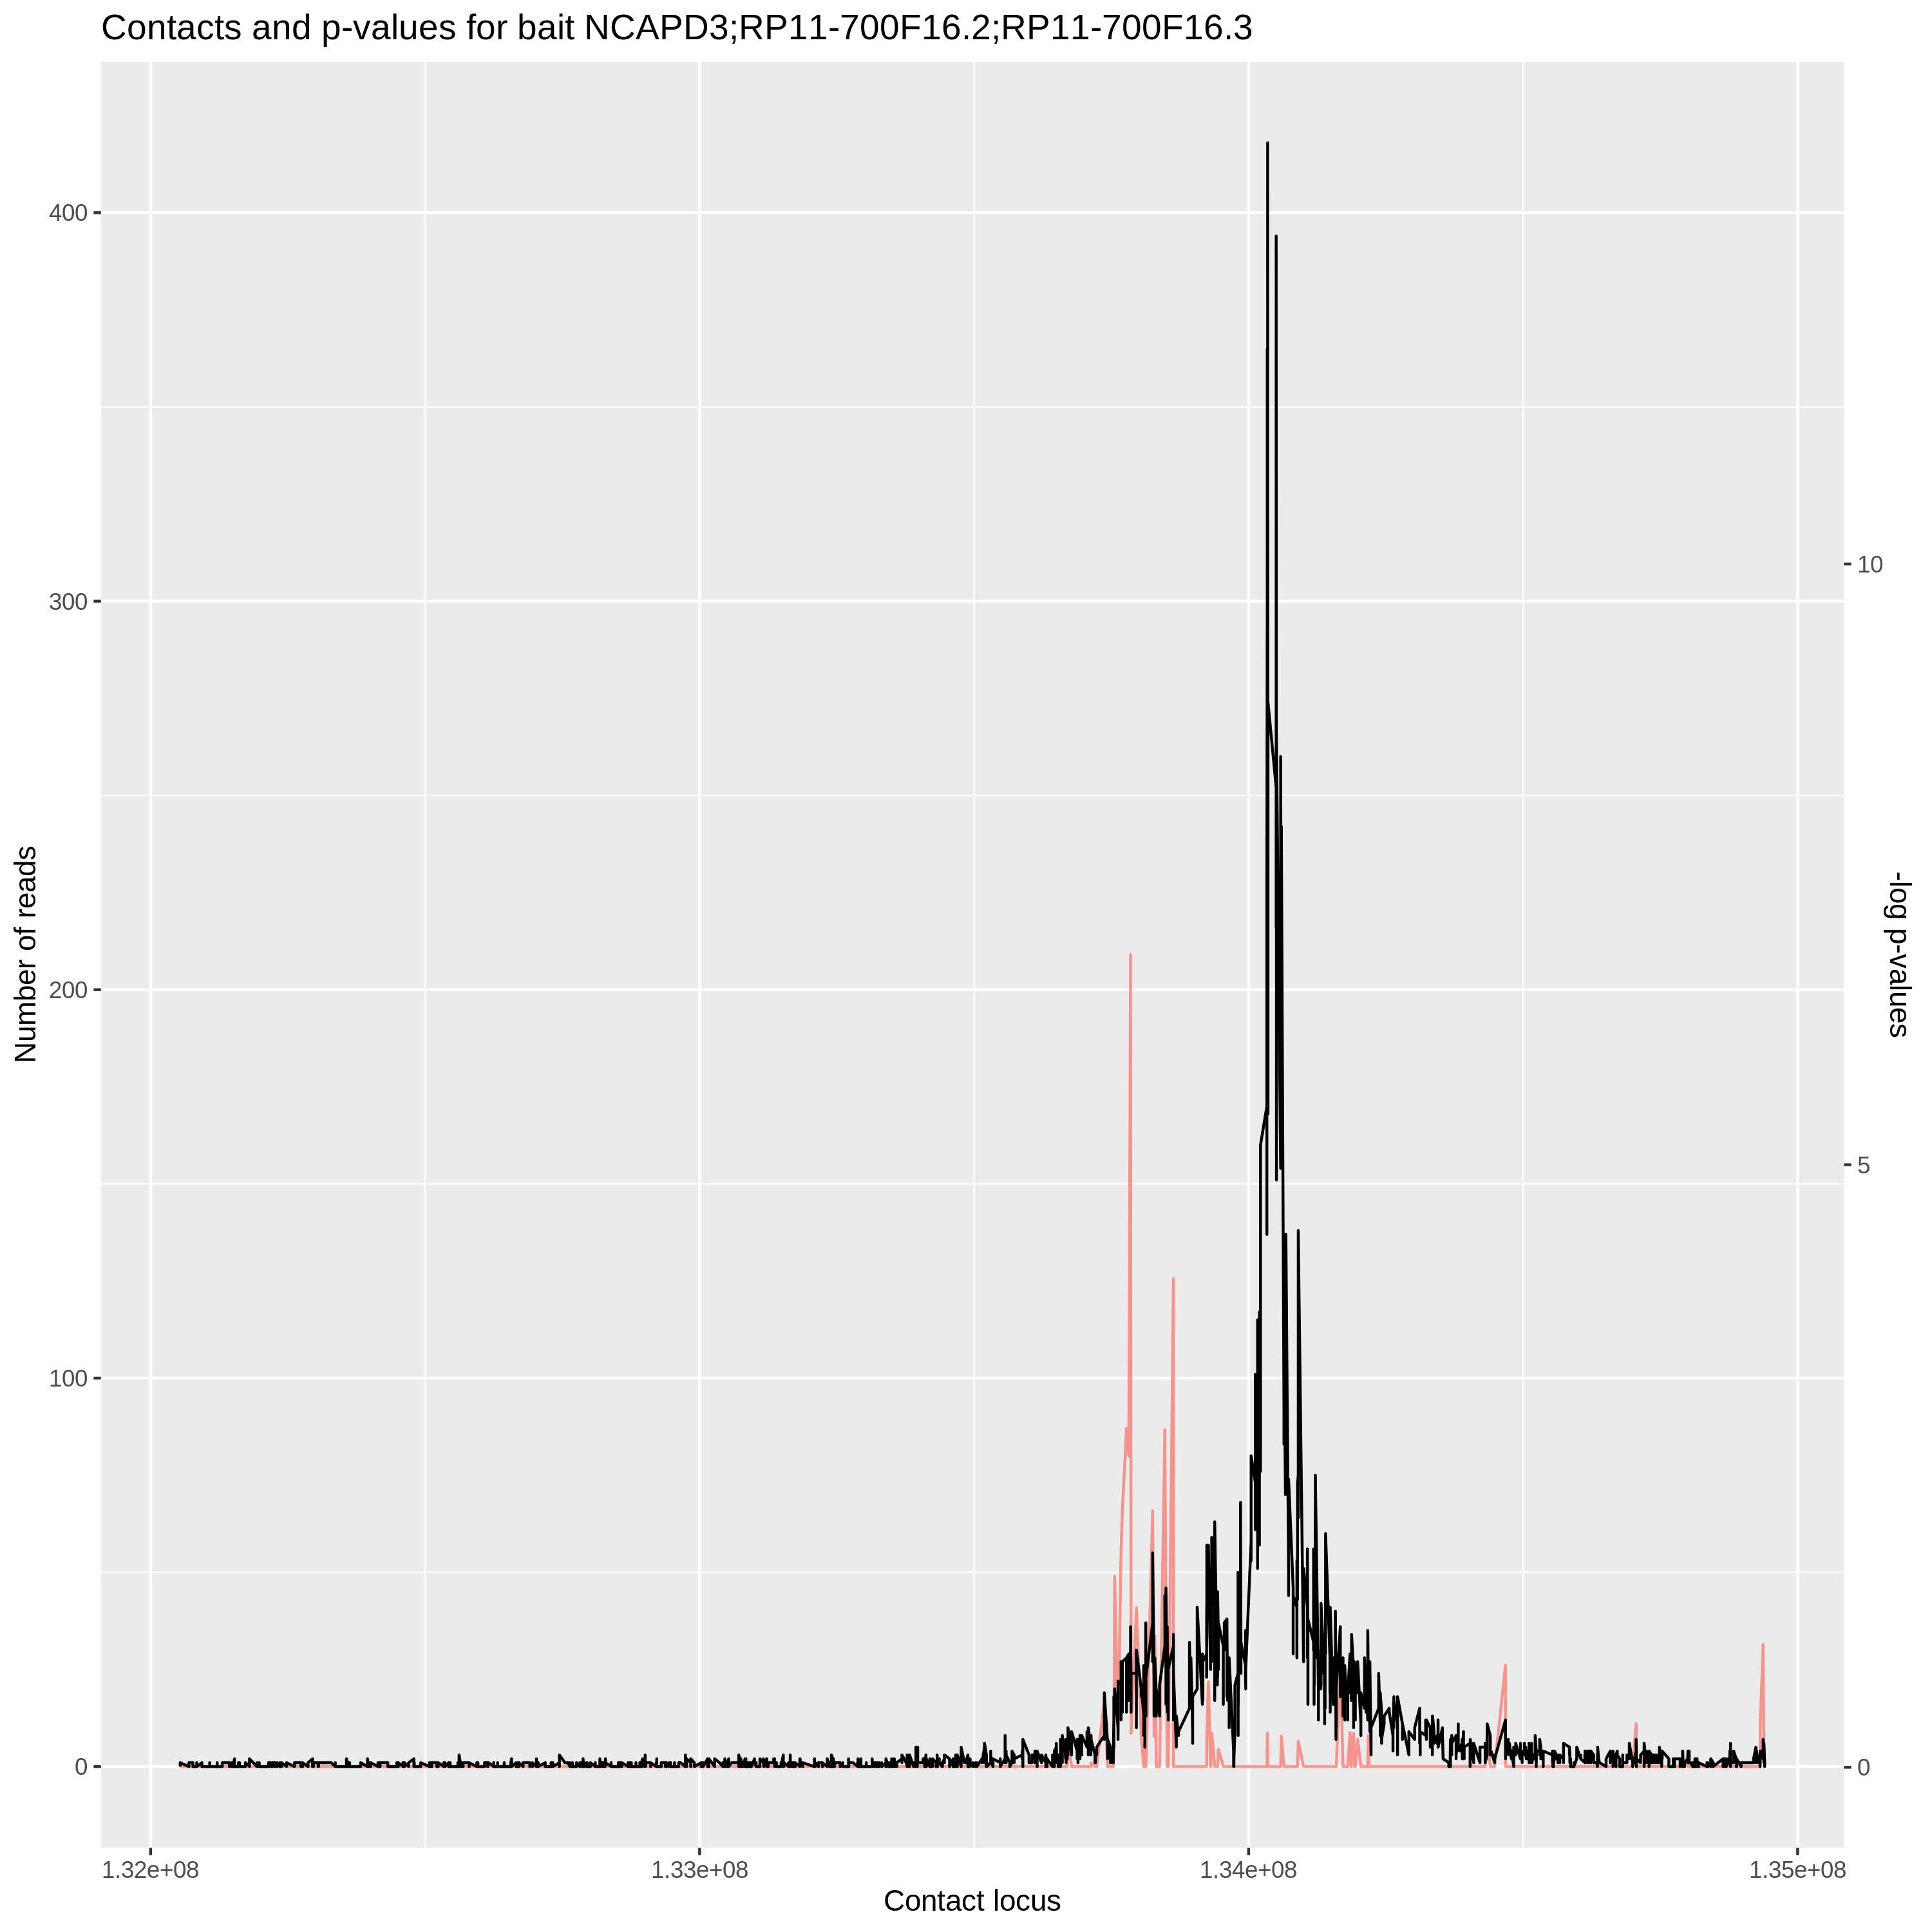 Contacts and p-values for bait NCAPD3;RP11-700F16.2;RP11-700F16.3
400
300
200
100
0
Number of reads
10
5
0
-log p-values
1.32e+08
1.33e+08
1.34e+08
1.35e+08
Contact locus